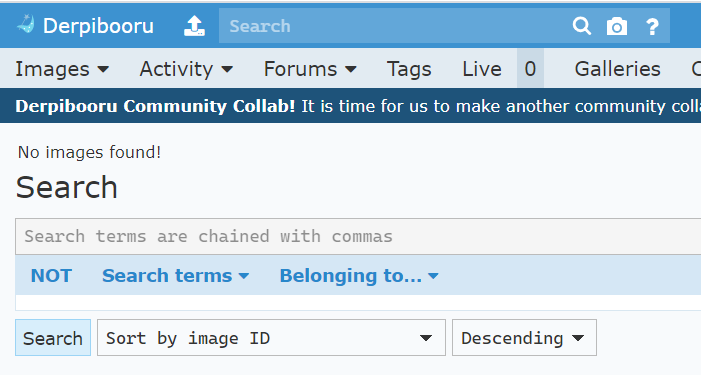 Derpibooru Search
Images Activity Forums Tags Live 0 Galleries
Derpibooru Community Collab! It is time for us to make another community
No images found!
Search
Search terms are chained with commas
NOT Search terms Belonging to...
Search Sort by image ID Descending